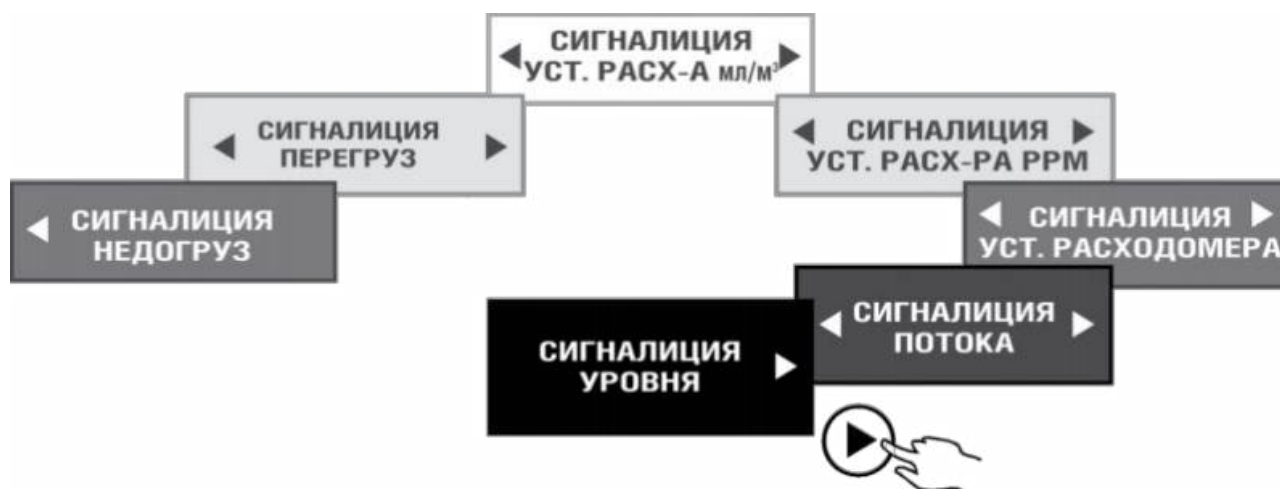 СИГНАЛИЦИЯ
УСТ. РАСХ-А мл/м³
СИГНАЛИЦИЯ
ПЕРЕГРУЗ
СИГНАЛИЦИЯ
УСТ. РАСХ-РА РРМ
СИГНАЛИЦИЯ
НЕДОГРУЗ
СИГНАЛИЦИЯ
УСТ. РАСХОДОМЕРА
СИГНАЛИЦИЯ
ПОТОКА
СИГНАЛИЦИЯ
УРОВНЯ